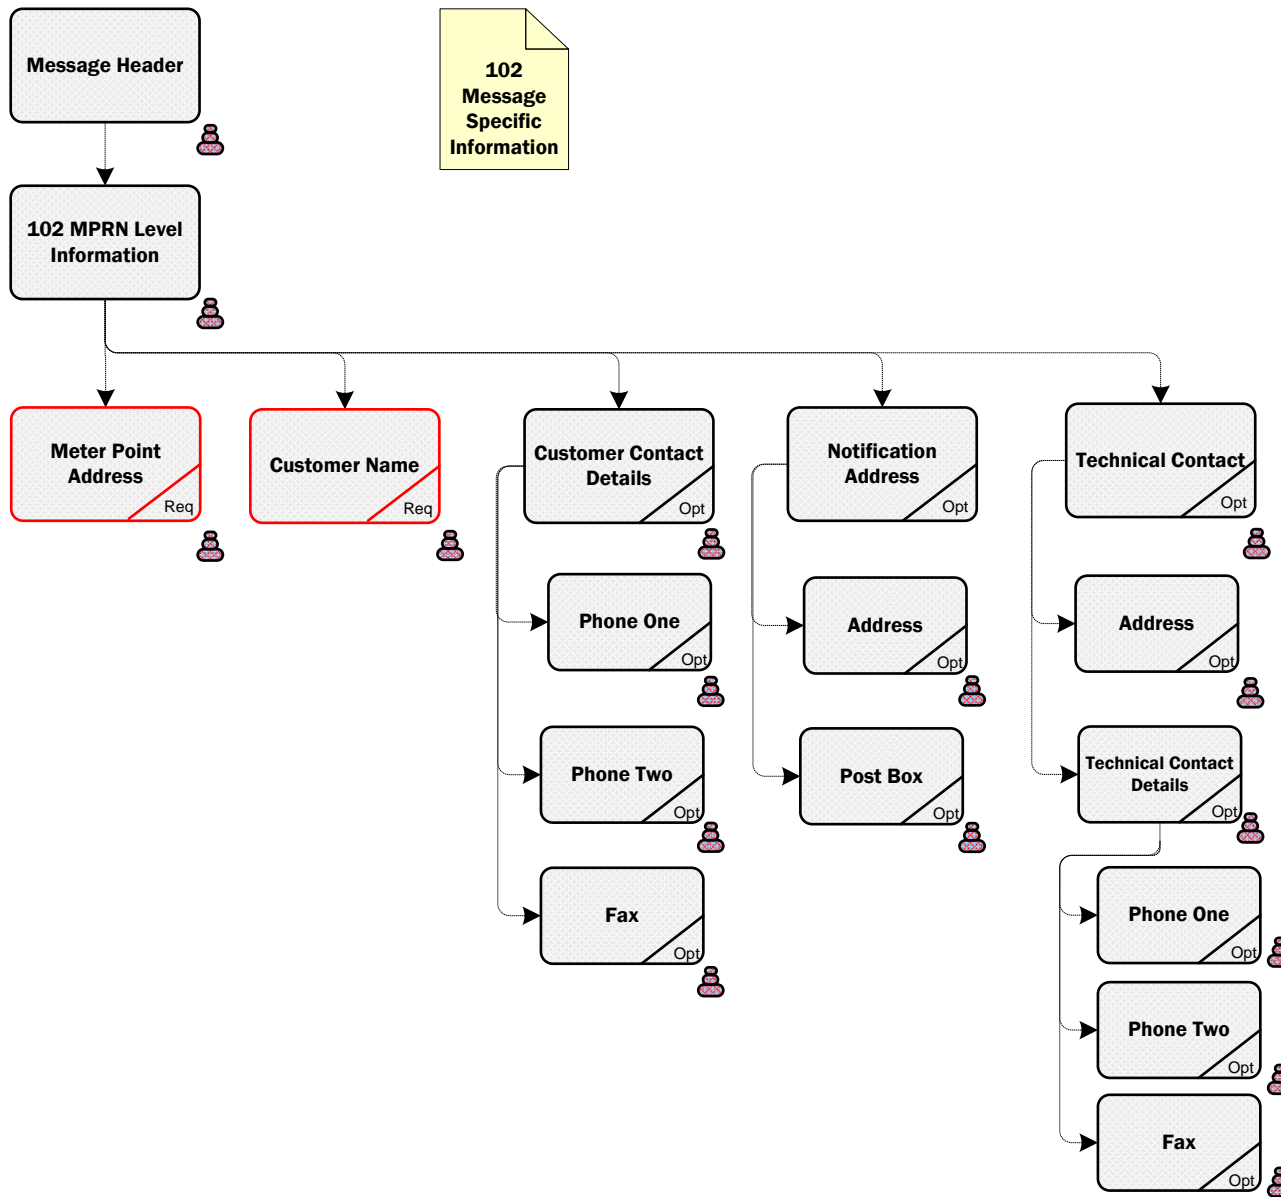 Message Header
102
Message
Specific
Information
102 MPRN Level
Information
Meter Point
Address
Req
Customer Name
Req
Customer Contact
Details
Opt
Notification
Address
Opt
Technical Contact
Opt
Phone One
Opt
Address
Opt
Address
Opt
Phone Two
Opt
Post Box
Opt
Technical Contact
Details
Opt
Fax
Opt
Phone One
Opt
Phone Two
Opt
Fax
Opt